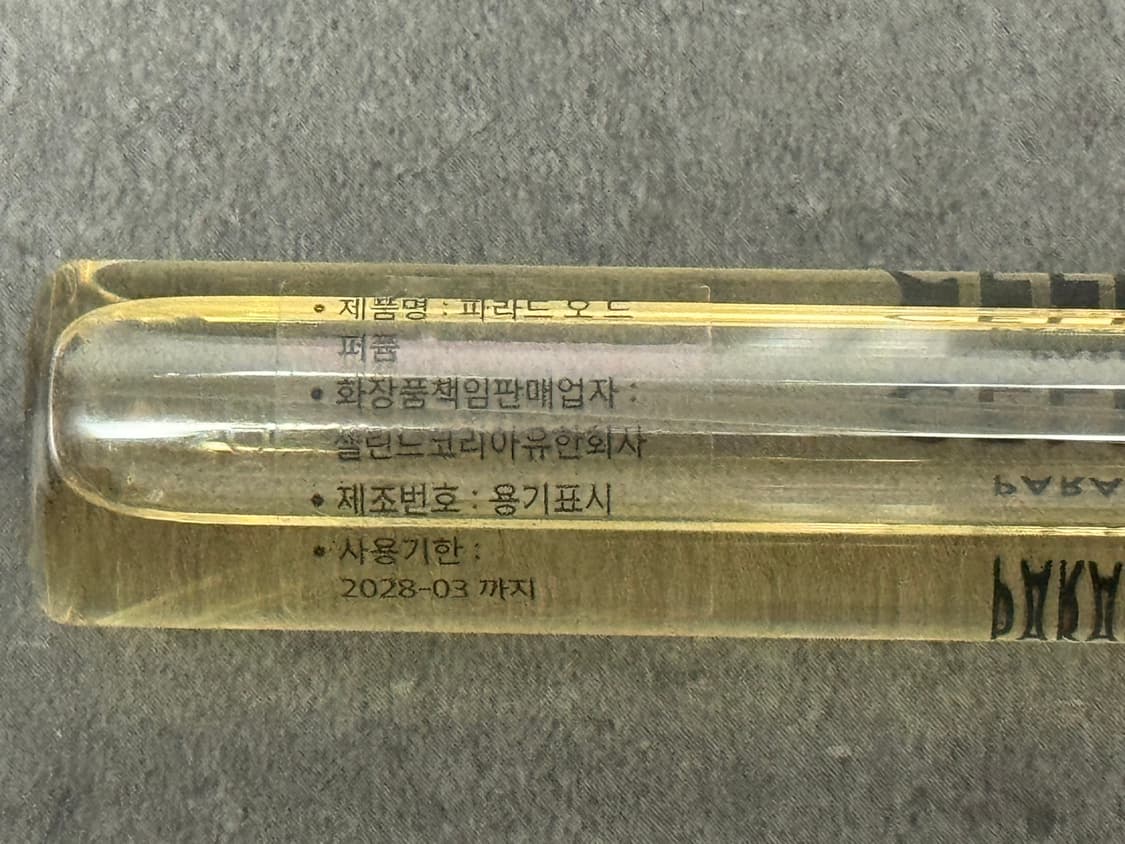 • 제품명 : 파라드 오 드
퍼퓸
• 화장품책임판매업자 :
셀린느코리아유한회사
• 제조번호 : 용기표시
• 사용기한 :
2028-03 까지
PARA
PARA